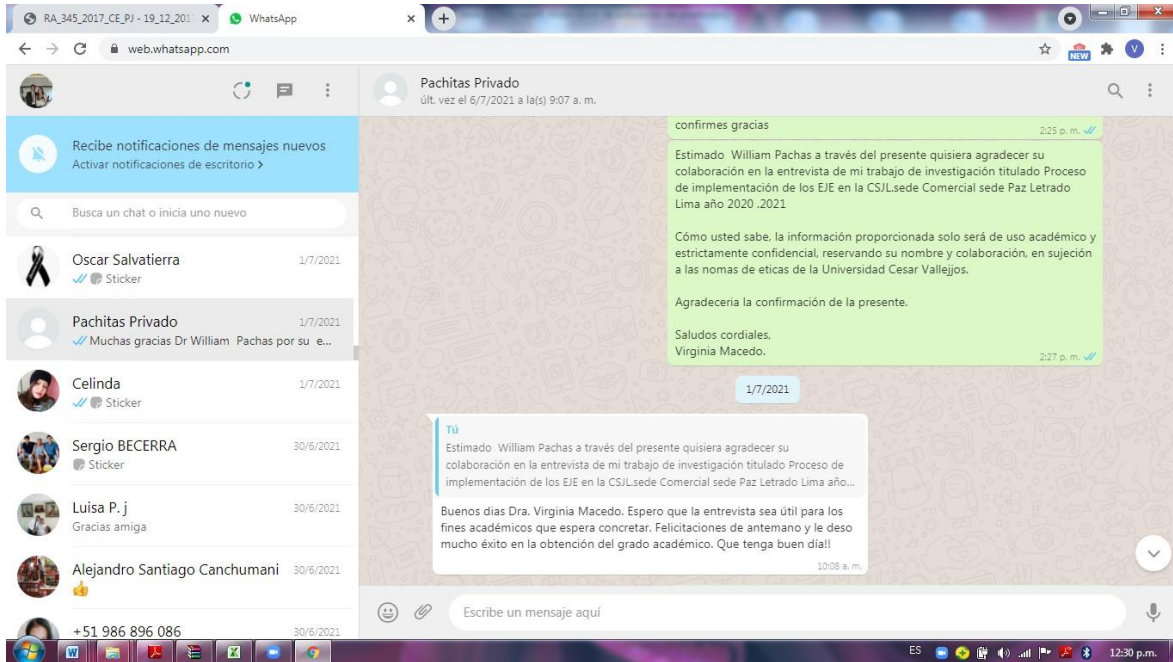 RA_345_2017_CE_PJ - 19_12_201
WhatsApp
web.whatsapp.com
NEW
V
Pachitas Privado
últ. vez el 6/7/2021 a la(s) 9:07 a. m.
Recibe notificaciones de mensajes nuevos
Activar notificaciones de escritorio >
Busca un chat o inicia uno nuevo
Oscar Salvatierra
1/7/2021
Sticker
Pachitas Privado
1/7/2021
Muchas gracias Dr William Pachas por su e...
Celinda
1/7/2021
Sticker
Sergio BECERRA
30/6/2021
Sticker
Luisa P. j
30/6/2021
Gracias amiga
Alejandro Santiago Canchumani
30/6/2021
+51 986 896 086
30/6/2021
confirmes gracias
2:25 p. m.
Estimado William Pachas a través del presente quisiera agradecer su
colaboración en la entrevista de mi trabajo de investigación titulado Proceso
de implementación de los EJE en la CSJL.sede Comercial sede Paz Letrado
Lima año 2020 .2021
Cómo usted sabe, la información proporcionada solo será de uso académico y
estrictamente confidencial, reservando su nombre y colaboración, en sujeción
a las nomas de eticas de la Universidad Cesar Vallejjos.
Agradeceria la confirmación de la presente.
Saludos cordiales,
Virginia Macedo.
2:27 p. m.
1/7/2021
Tú
Estimado William Pachas a través del presente quisiera agradecer su
colaboración en la entrevista de mi trabajo de investigación titulado Proceso de
implementación de los EJE en la CSJL.sede Comercial sede Paz Letrado Lima año...
Buenos dias Dra. Virginia Macedo. Espero que la entrevista sea útil para los
fines académicos que espera concretar. Felicitaciones de antemano y le deso
mucho éxito en la obtención del grado académico. Que tenga buen día!!
10:08 a. m.
Escribe un mensaje aquí
ES
12:30 p.m.